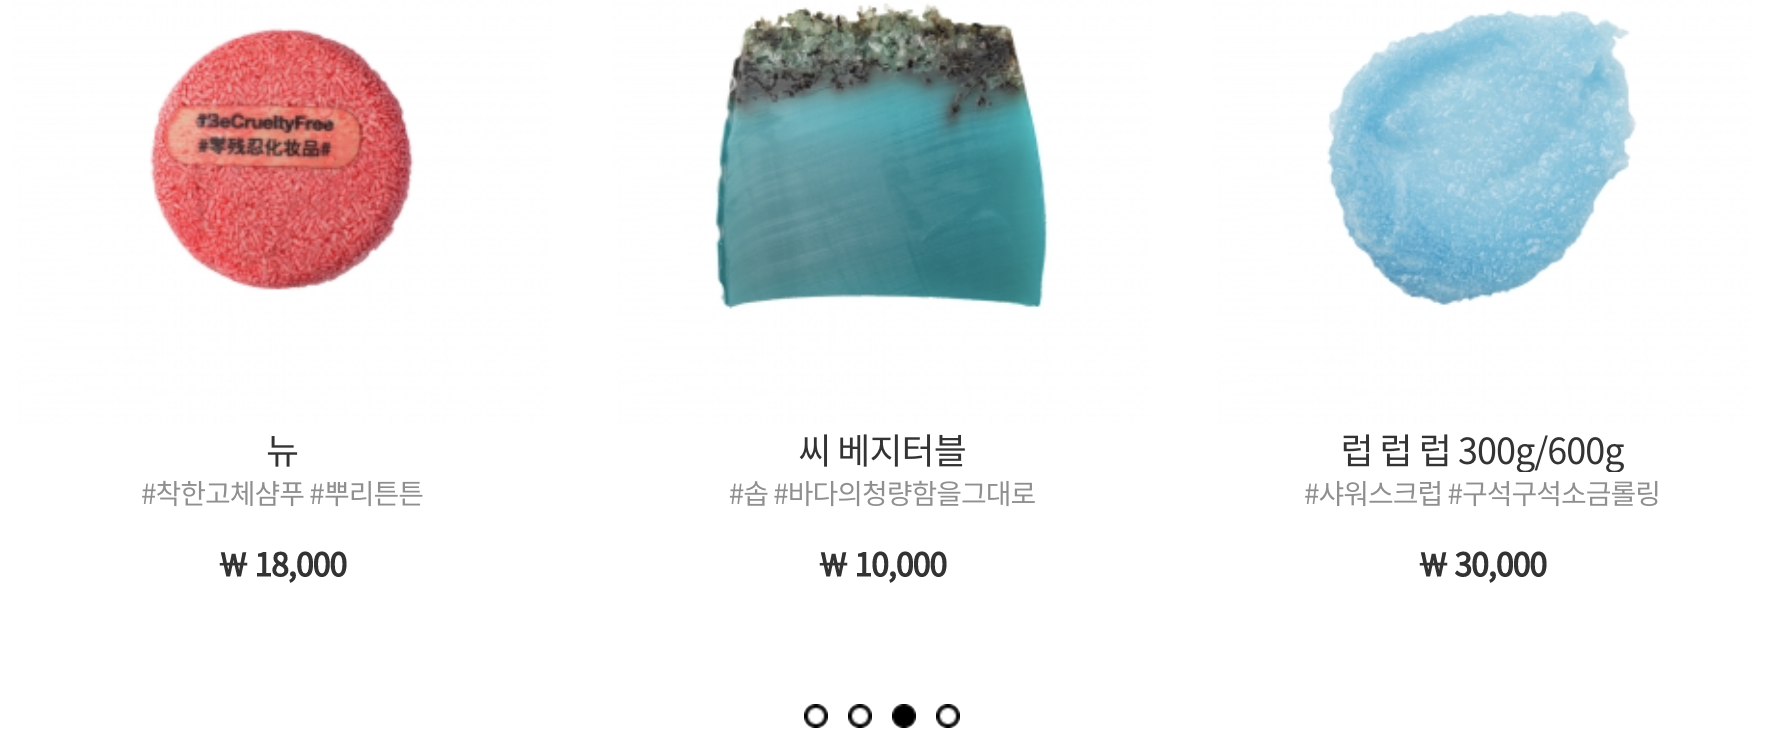 #BeCrueltyFree
#零残忍化妆品#
뉴
#착한고체샴푸 #뿌리튼튼
₩ 18,000
씨 베지터블
#솝 #바다의청량함을그대로
₩ 10,000
럽 럽 럽 300g/600g
#샤워스크럽 #구석구석소금롤링
₩ 30,000